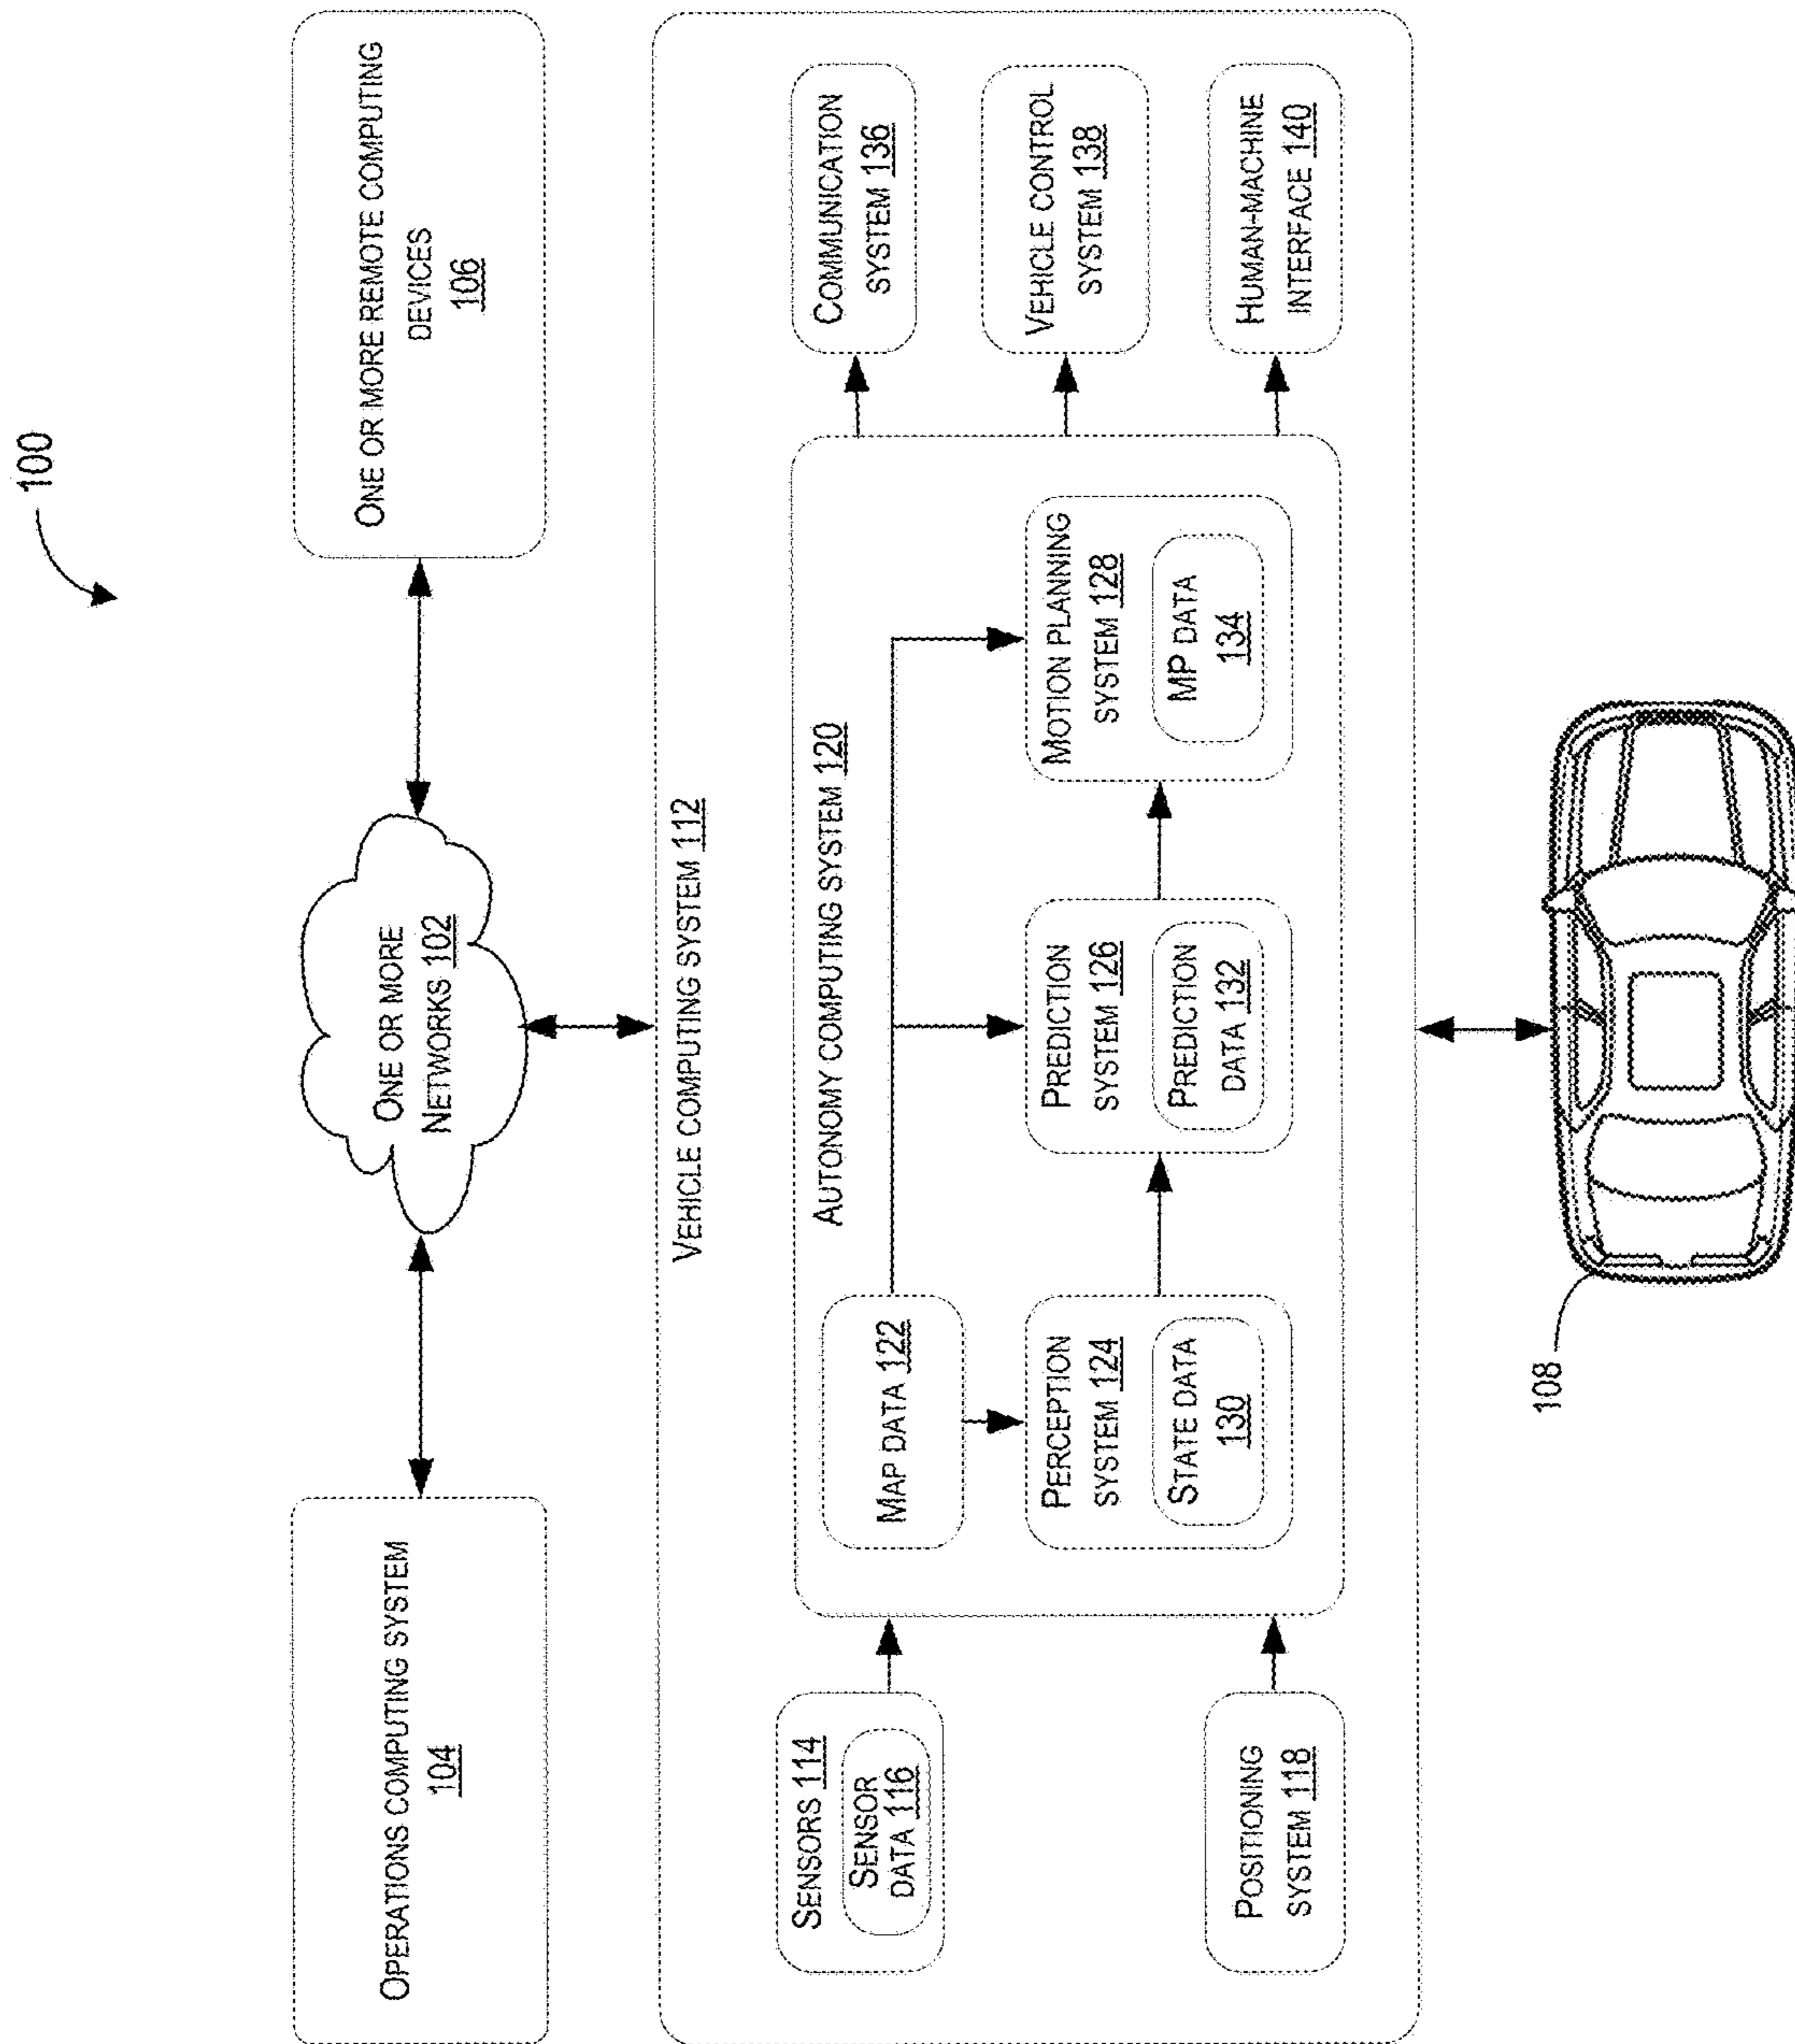 100
OPERATIONS COMPUTING SYSTEM
104
ONE OR MORE
NETWORKS 102
ONE OR MORE REMOTE COMPUTING
DEVICES
106
VEHICLE COMPUTING SYSTEM 112
SENSORS 114
SENSOR
DATA 116
POSITIONING
SYSTEM 118
AUTONOMY COMPUTING SYSTEM 120
MAP DATA 122
PERCEPTION
SYSTEM 124
STATE DATA
130
PREDICTION
SYSTEM 126
PREDICTION
DATA 132
MOTION PLANNING
SYSTEM 128
MP DATA
134
COMMUNICATION
SYSTEM 136
VEHICLE CONTROL
SYSTEM 138
HUMAN-MACHINE
INTERFACE 140
108